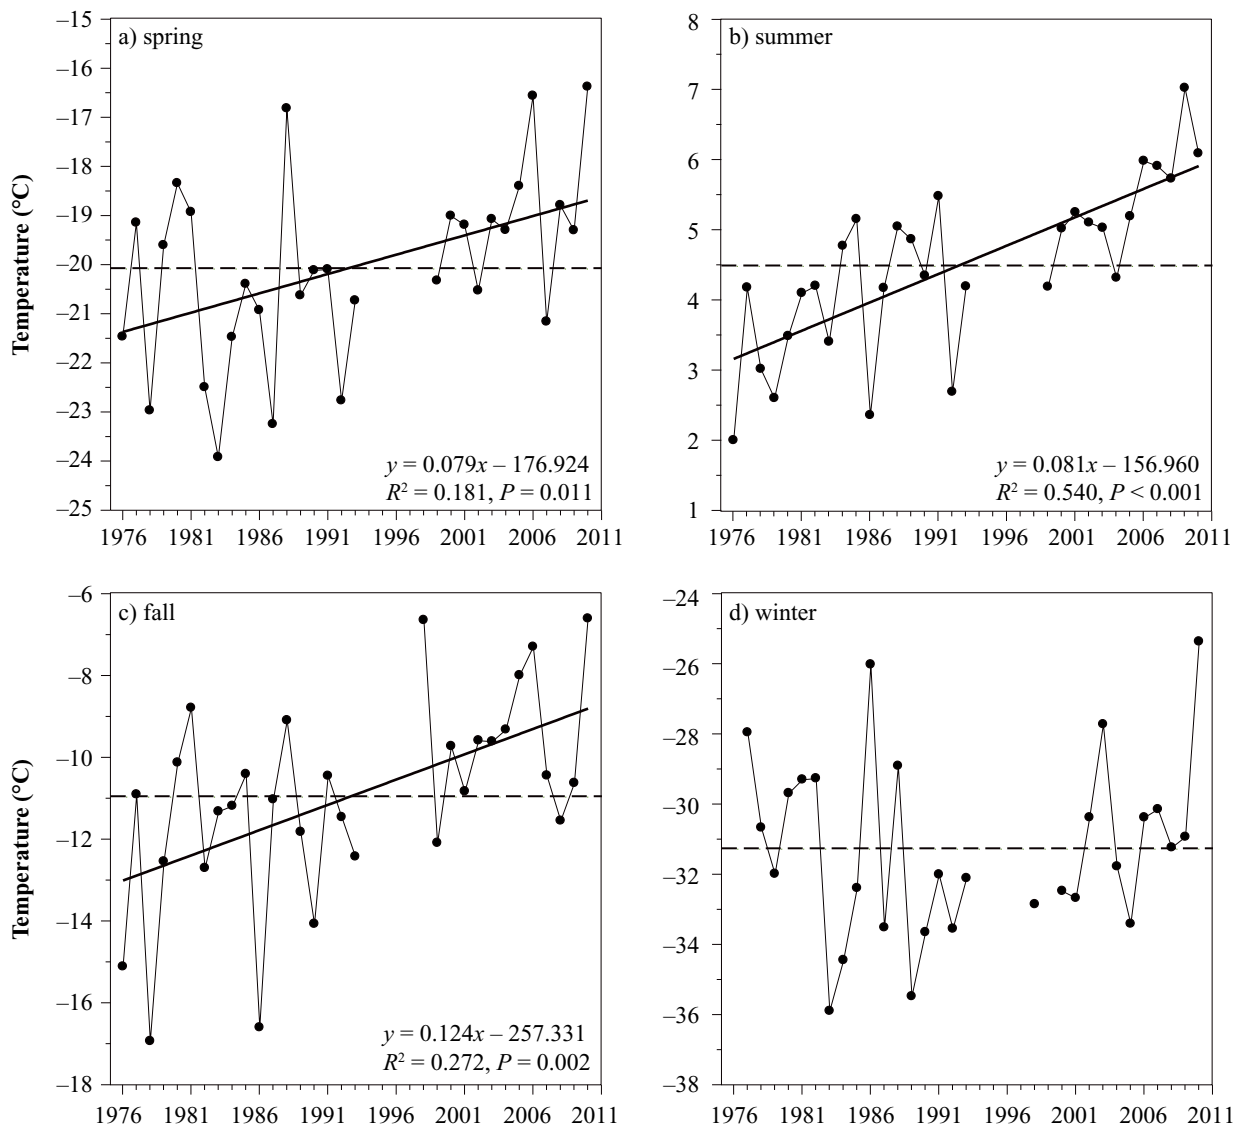 a) spring
Temperature (°C)
–15
–16
–17
–18
–19
–20
–21
–22
–23
–24
–25
y = 0.079x – 176.924
R² = 0.181, P = 0.011
1976 1981 1986 1991 1996 2001 2006 2011
b) summer
8
7
6
5
4
3
2
1
y = 0.081x – 156.960
R² = 0.540, P < 0.001
1976 1981 1986 1991 1996 2001 2006 2011
c) fall
Temperature (°C)
–6
–8
–10
–12
–14
–16
–18
y = 0.124x – 257.331
R² = 0.272, P = 0.002
1976 1981 1986 1991 1996 2001 2006 2011
d) winter
–24
–26
–28
–30
–32
–34
–36
–38
1976 1981 1986 1991 1996 2001 2006 2011